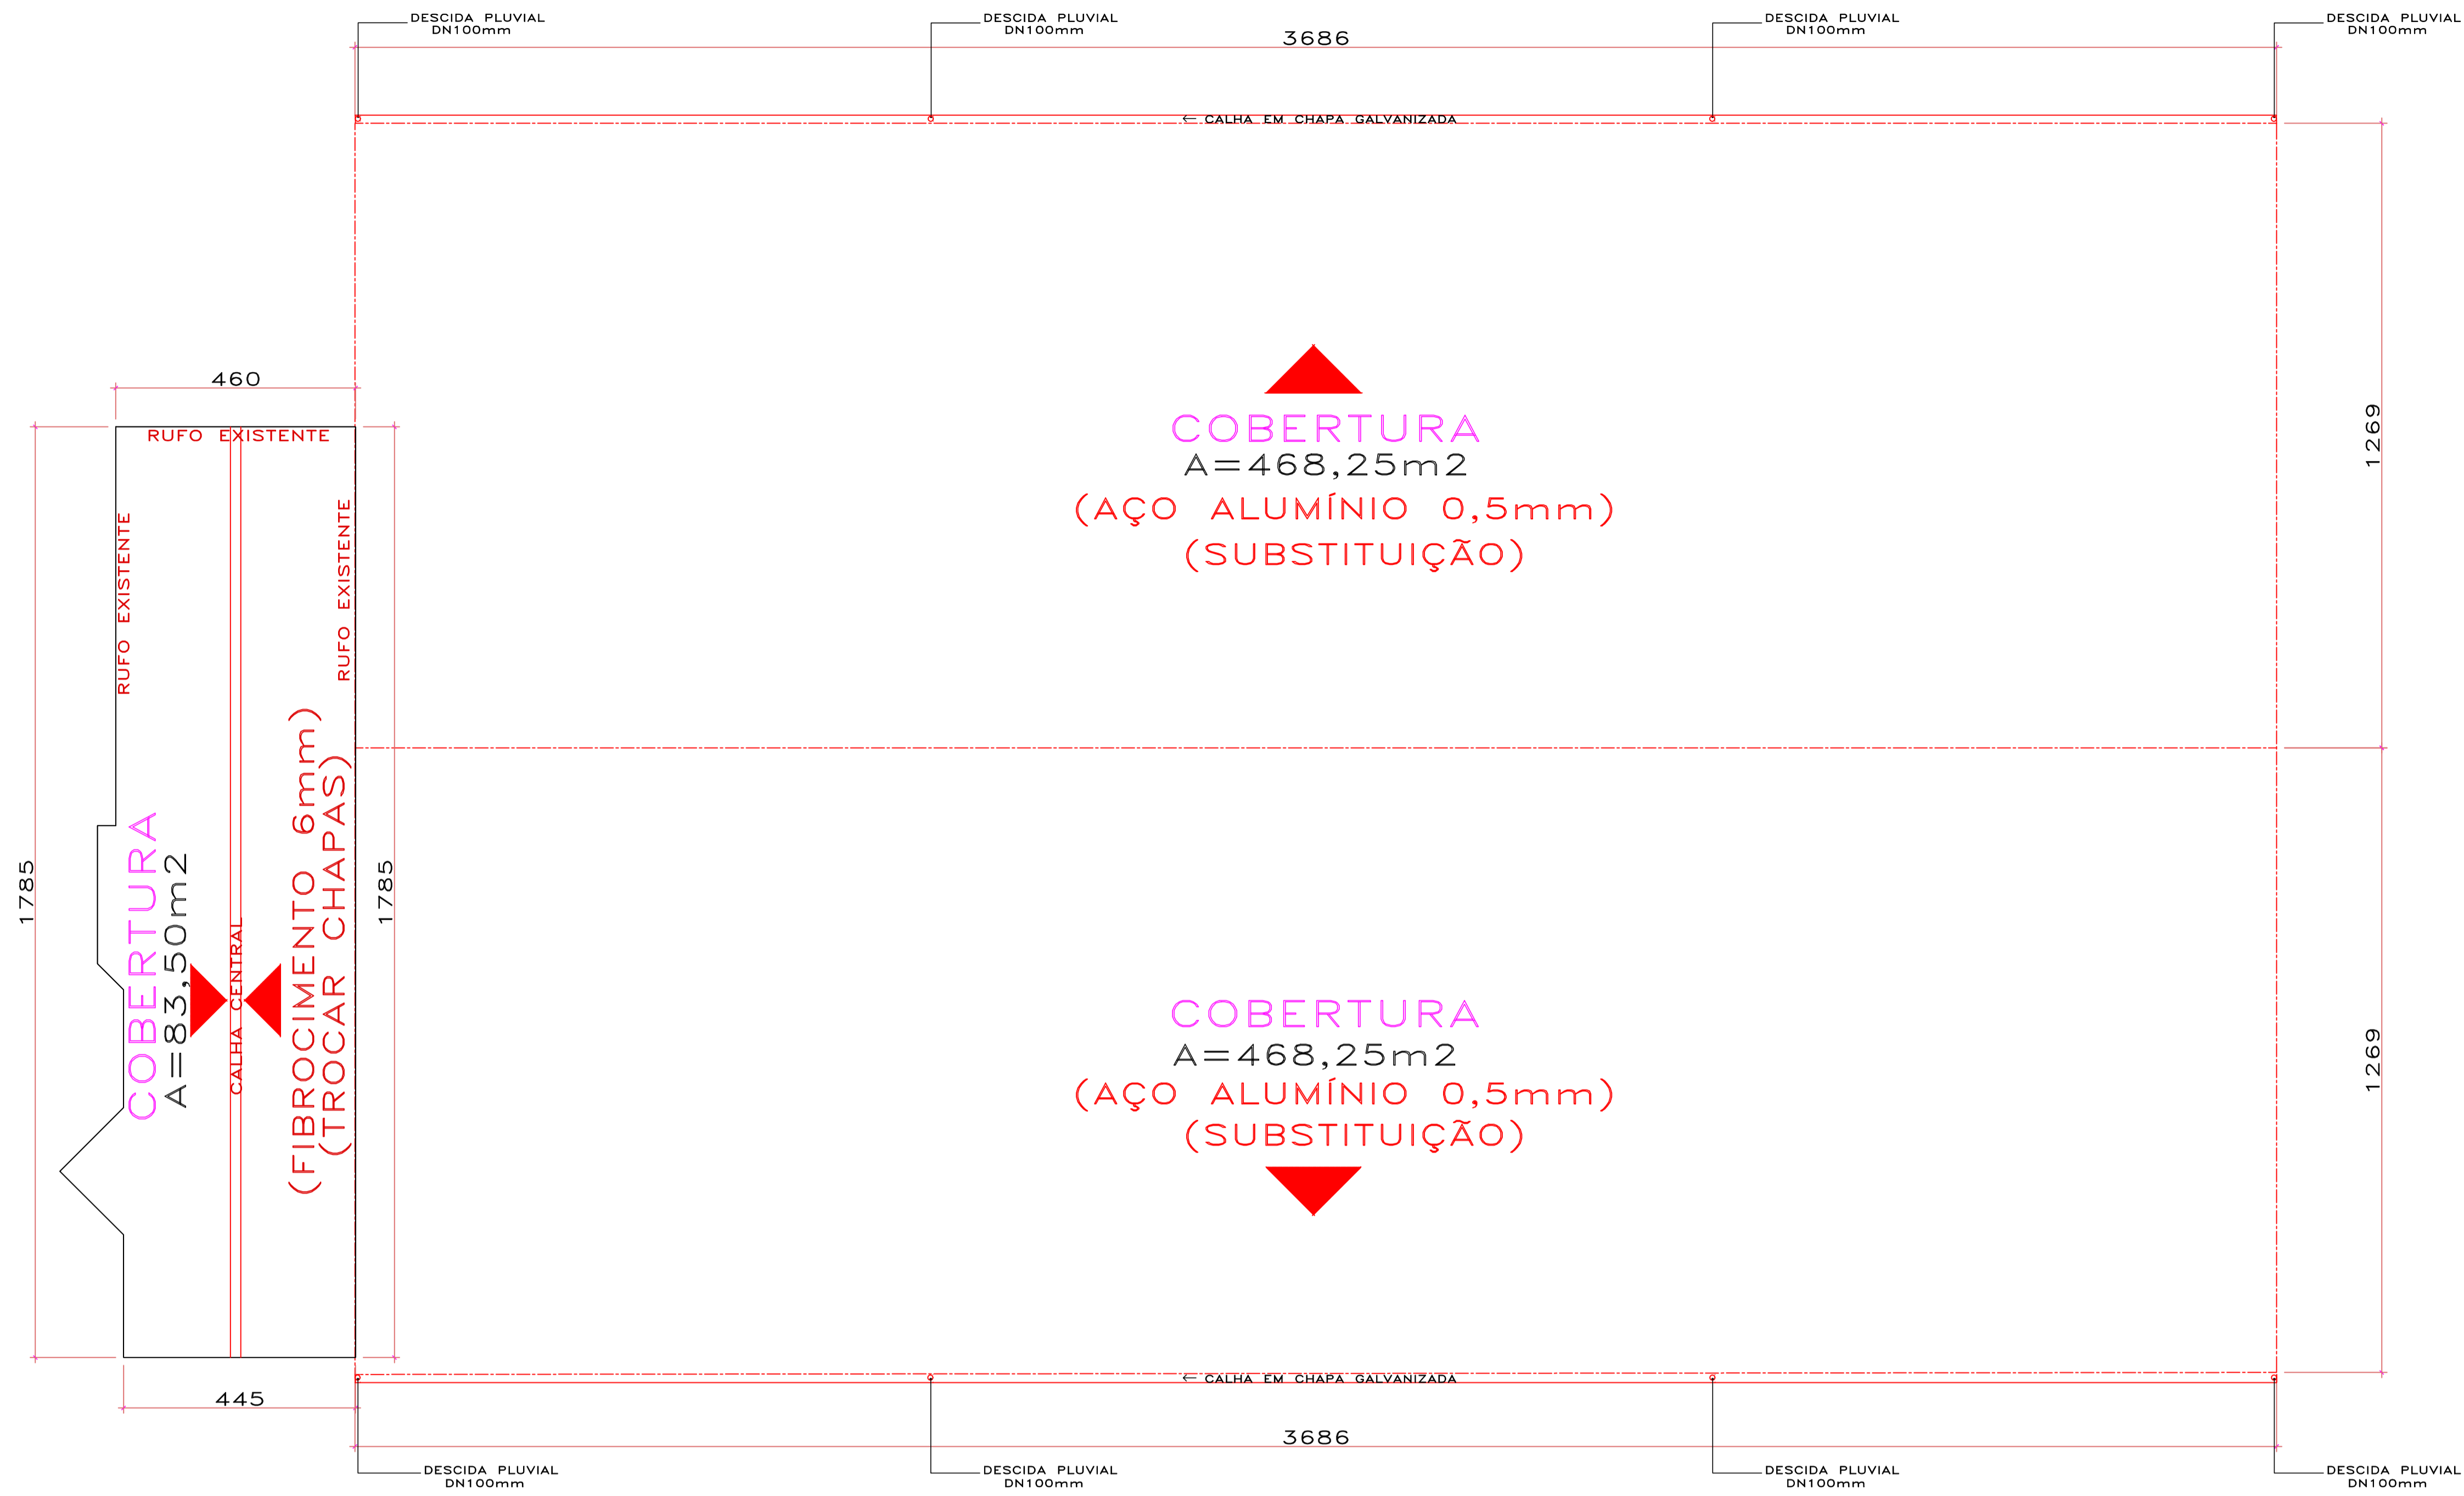 DESCIDA PLUVIAL
DN100mm
DESCIDA PLUVIAL
DN100mm
DESCIDA PLUVIAL
DN100mm
DESCIDA PLUVIAL
DN100mm
3686
← CALHA EM CHAPA GALVANIZADA
460
RUFO EXISTENTE
RUFO EXISTENTE
RUFO EXISTENTE
1785
COBERTURA
A=83,50m2
CALHA CENTRAL
(FIBROCIMENTO 6mm)
(TROCAR CHAPAS)
1785
445
COBERTURA
A=468,25m2
(AÇO ALUMÍNIO 0,5mm)
(SUBSTITUIÇÃO)
1269
COBERTURA
A=468,25m2
(AÇO ALUMÍNIO 0,5mm)
(SUBSTITUIÇÃO)
1269
← CALHA EM CHAPA GALVANIZADA
3686
DESCIDA PLUVIAL
DN100mm
DESCIDA PLUVIAL
DN100mm
DESCIDA PLUVIAL
DN100mm
DESCIDA PLUVIAL
DN100mm